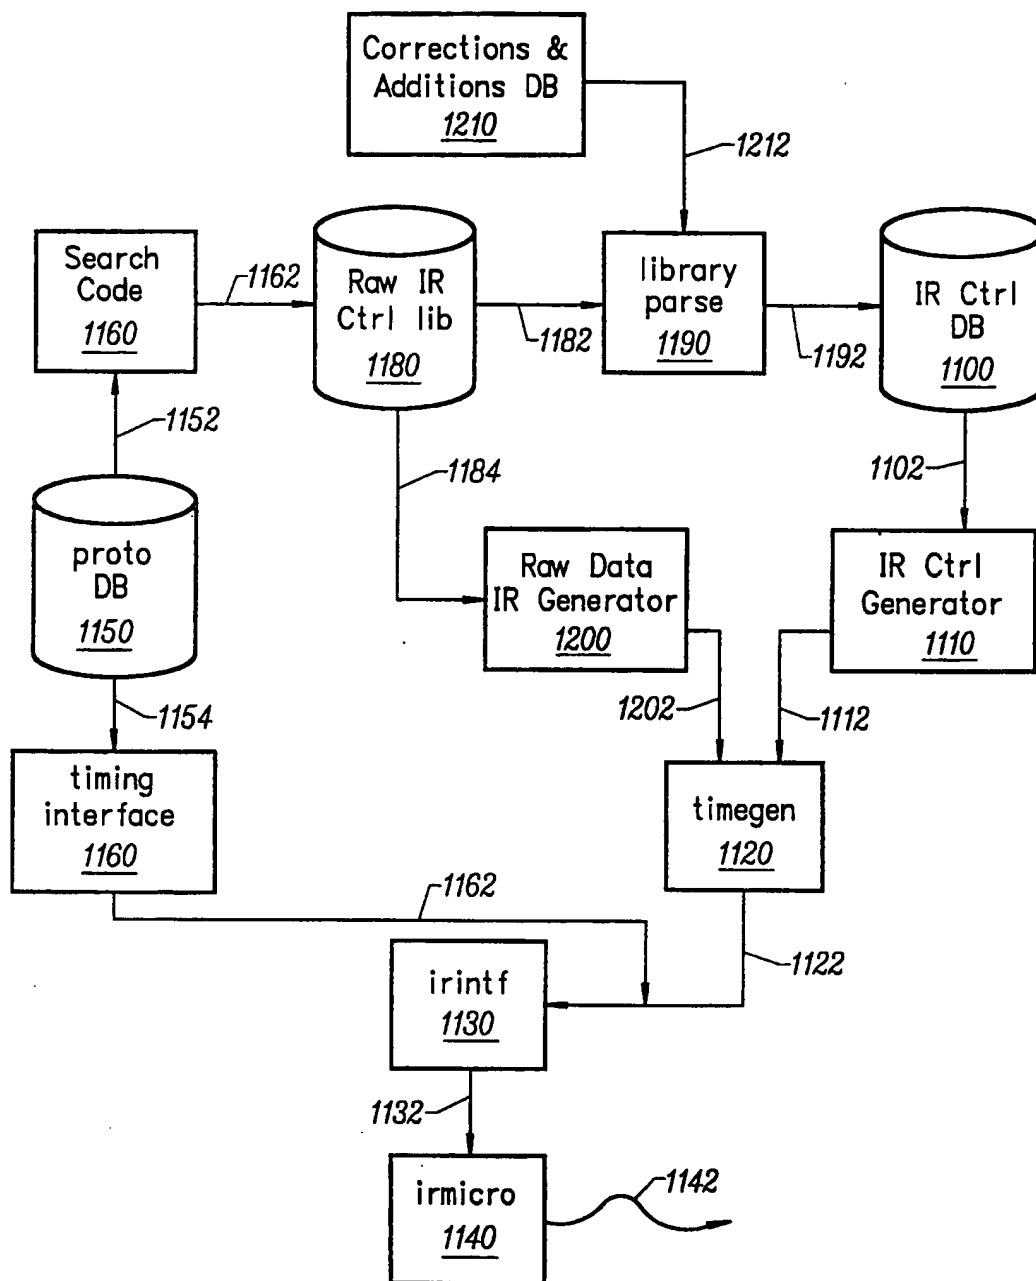 Corrections &
Additions DB
1210
1212
Search
Code
1160
1162
Raw IR
Ctrl lib
1180
1182
library
parse
1190
1192
IR Ctrl
DB
1100
1152
1184
1102
proto
DB
1150
Raw Data
IR Generator
1200
IR Ctrl
Generator
1110
1154
1202
1112
timing
interface
1160
timegen
1120
1162
1122
irintf
1130
1132
irmicro
1140
1142